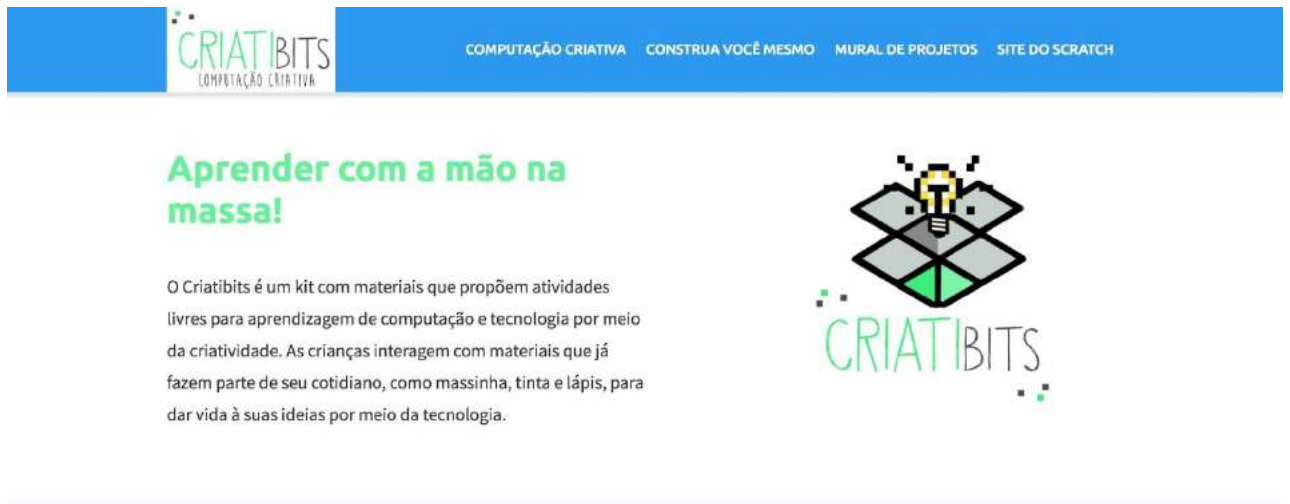 CRIATIBITS
COMPUTAÇÃO CRIATIVA
COMPUTAÇÃO CRIATIVA CONSTRUA VOCÊ MESMO MURAL DE PROJETOS SITE DO SCRATCH
Aprender com a mão na
massa!
O Criatibits é um kit com materiais que propõem atividades
livres para aprendizagem de computação e tecnologia por meio
da criatividade. As crianças interagem com materiais que já
fazem parte de seu cotidiano, como massinha, tinta e lápis, para
dar vida à suas ideias por meio da tecnologia.
CRIATIBITS